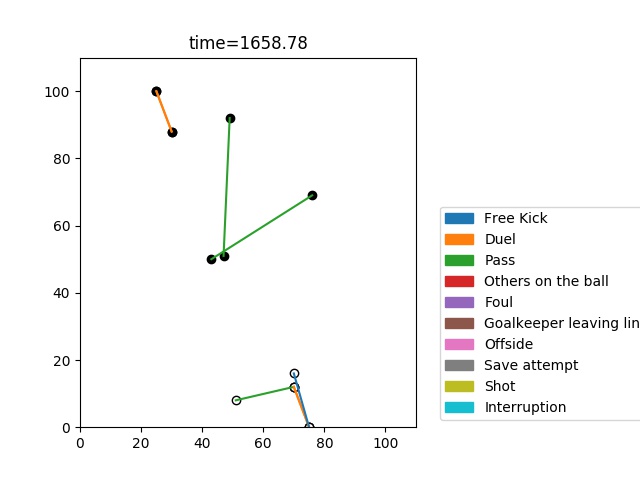 time=1658.78
100
80
60
40
20
0
0
20
40
60
80
100
Free Kick
Duel
Pass
Others on the ball
Foul
Goalkeeper leaving lin
Offside
Save attempt
Shot
Interruption